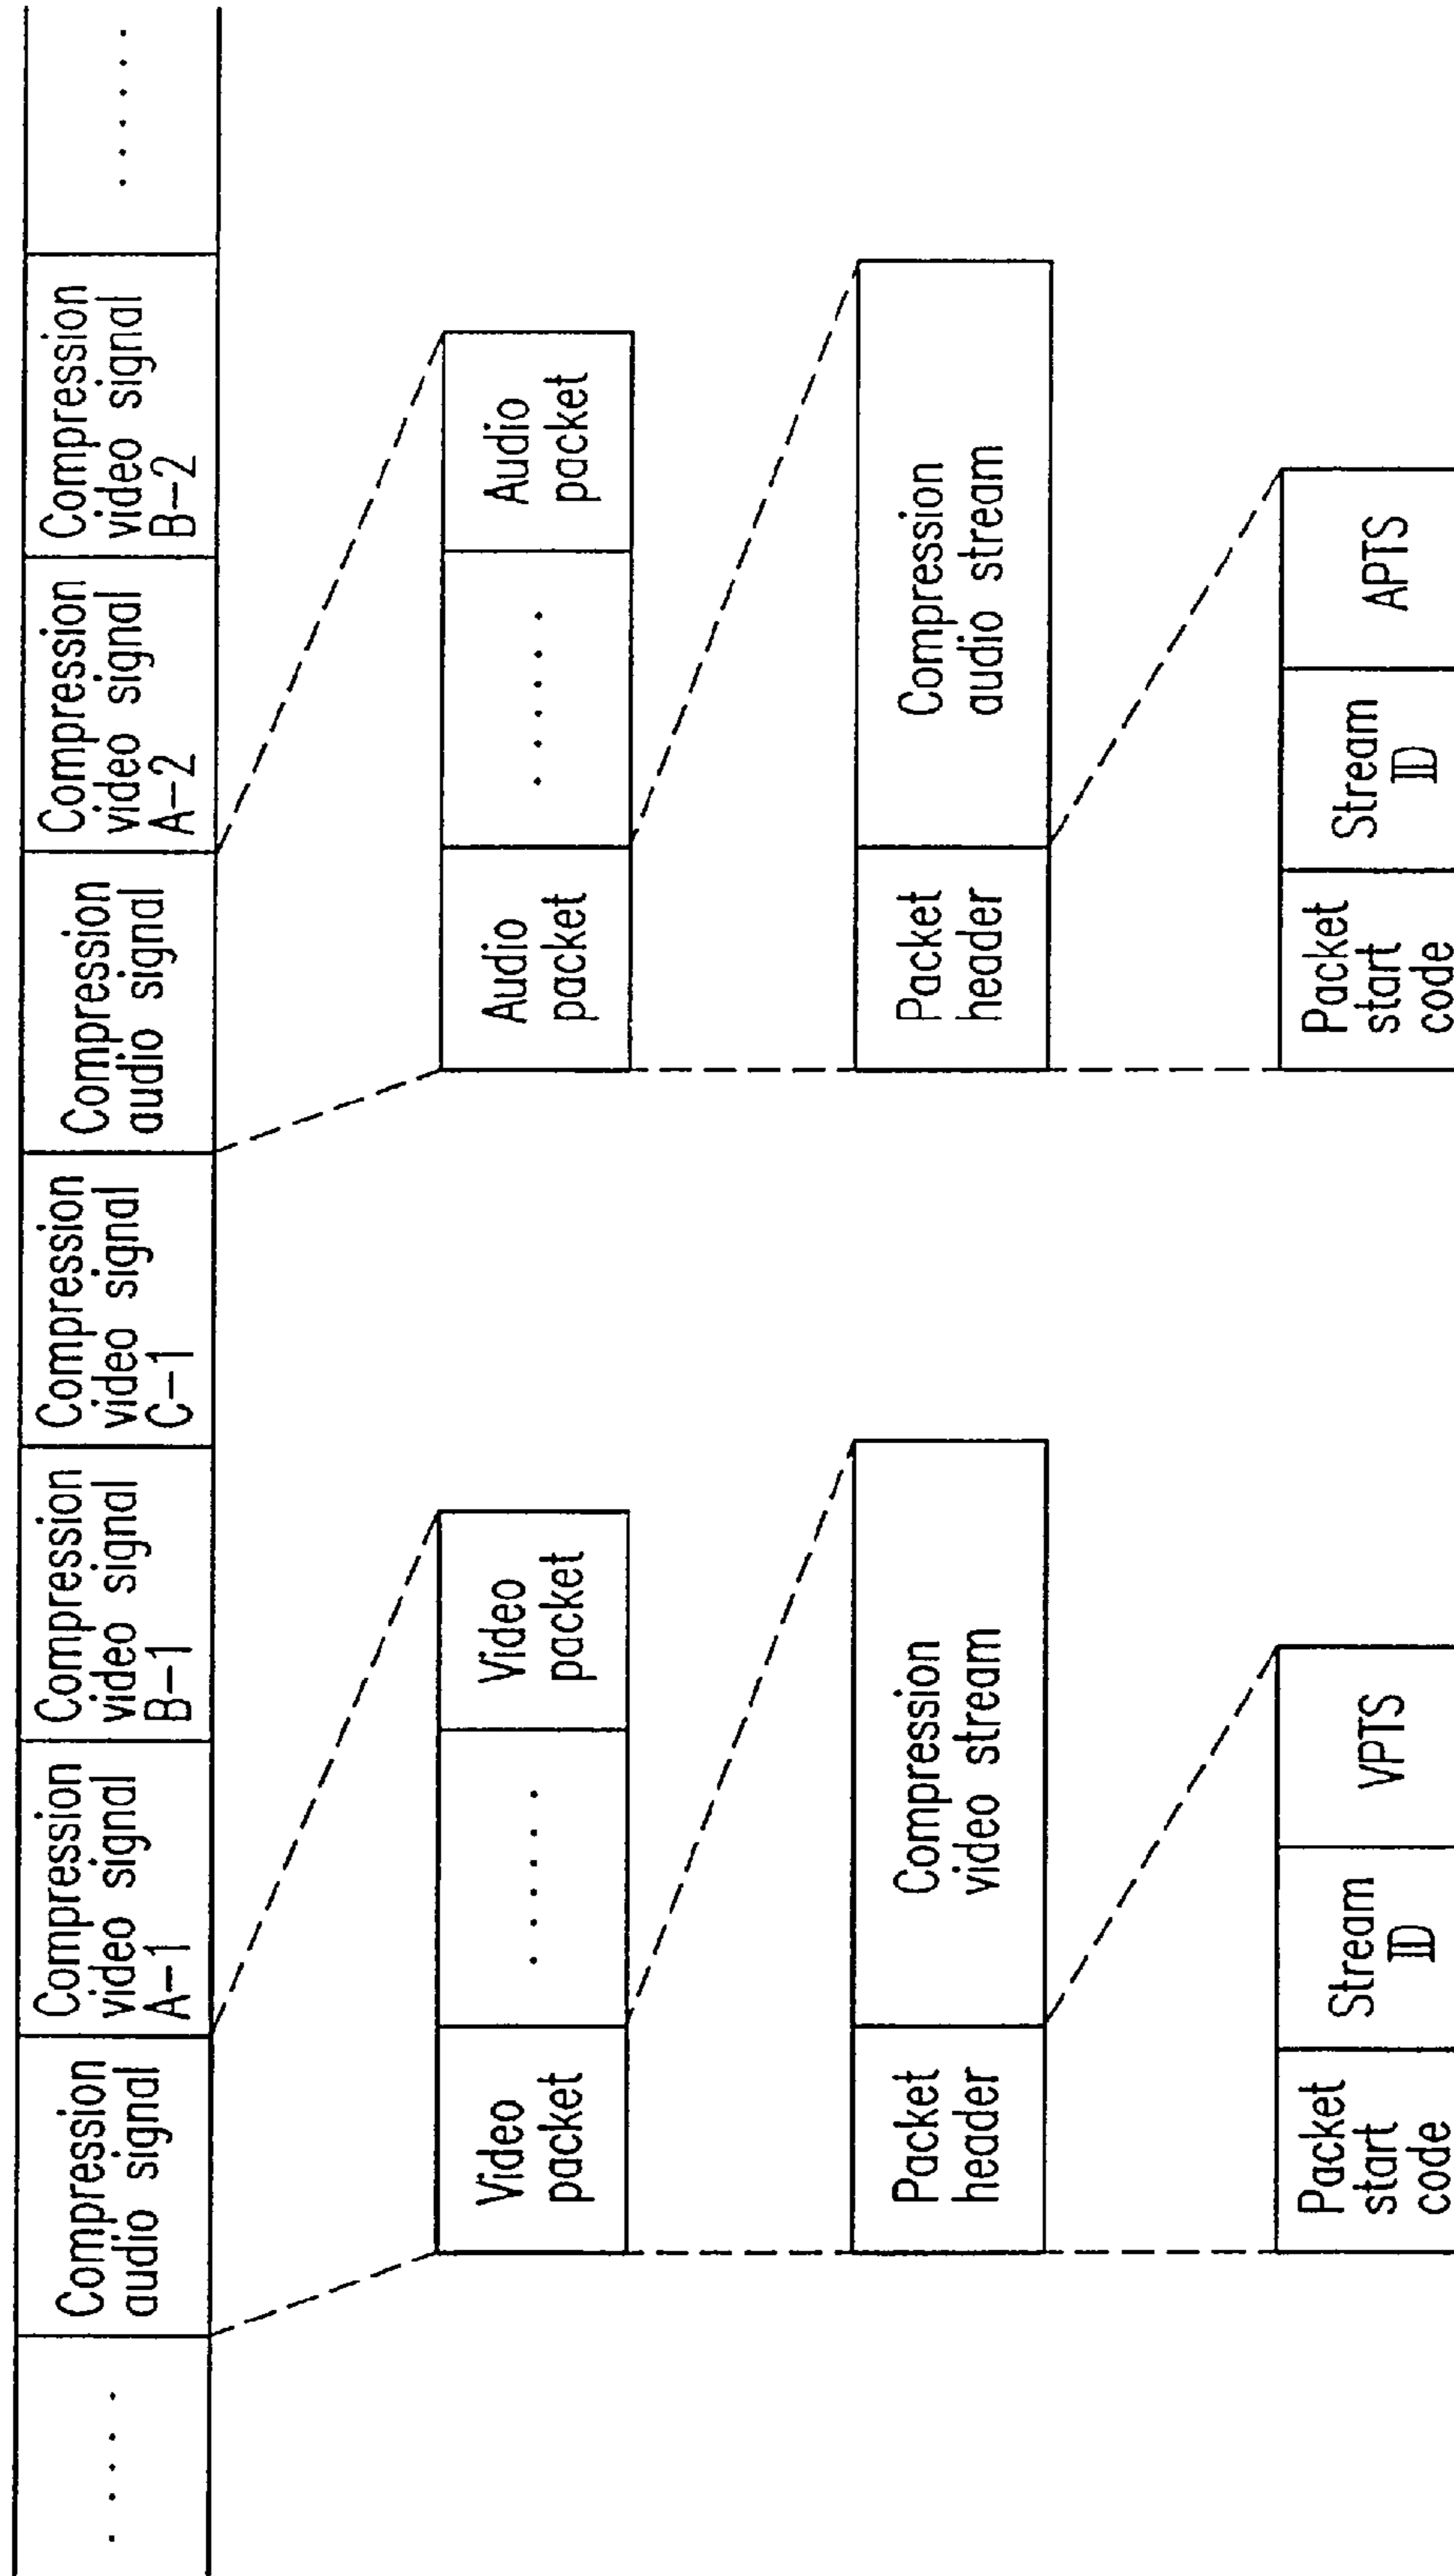 . . . . .
Compression
audio signal
Compression
video signal
A-1
Compression
video signal
B-1
Compression
video signal
C-1
Compression
audio signal
Compression
video signal
A-2
Compression
video signal
B-2
. . . . . .
Video
packet
. . . . . .
Video
packet
Audio
packet
. . . . . .
Audio
packet
Packet
header
Compression
video stream
Packet
header
Compression
audio stream
Packet
start
code
Stream
ID
VPTS
Packet
start
code
Stream
ID
APTS